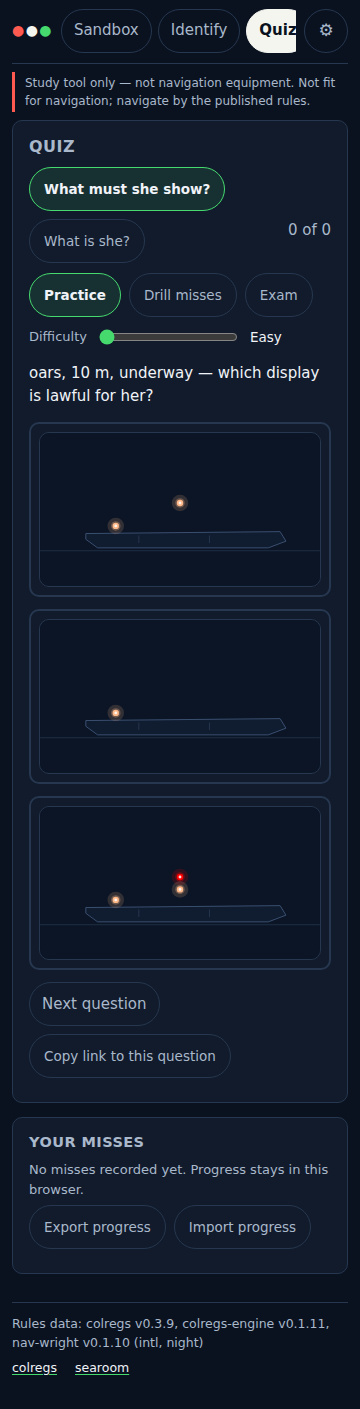 Sandbox
Identify
Quiz
⚙
Study tool only — not navigation equipment. Not fit
for navigation; navigate by the published rules.
QUIZ
What must she show?
What is she?
0 of 0
Practice
Drill misses
Exam
Difficulty
Easy
oars, 10 m, underway — which display
is lawful for her?
Next question
Copy link to this question
YOUR MISSES
No misses recorded yet. Progress stays in this
browser.
Export progress
Import progress
Rules data: colregs v0.3.9, colregs-engine v0.1.11,
nav-wright v0.1.10 (intl, night)
colregs
searoom